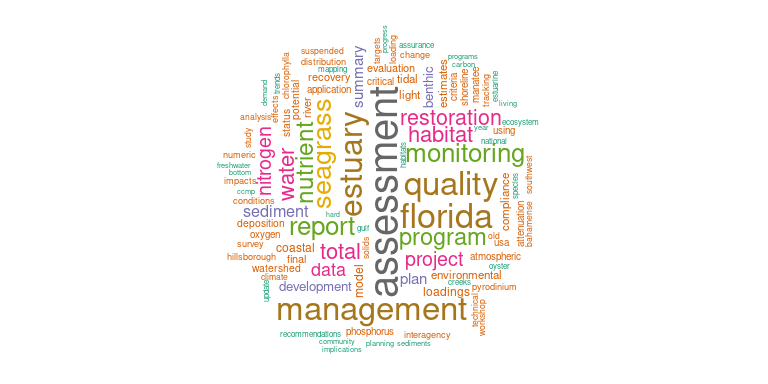 progress
targets
loading
assurance
change
suspended
distribution
mapping
recovery
application
summary
evaluation
critical
tidal
light
benthic
programs
carbon
estimates
criteria
shoreline
manatee
tracking
estuarine
living
demand
trends
chlorophylla
effects
potential
status
river
analysis
study
nitrogen
water
nutrient
seagrass
estuary
assessment
restoration
habitat
year
using
ecosystem
national
monitoring
habitats
numeric
freshwater
bottom
impacts
ccmp
conditions
quality
species
southwest
compliance
attenuation
bahamense
sediment
hard
deposition
report
gulf
florida
oxygen
survey
coastal
total
solids
program
old
usa
hillsborough
final
watershed
data
model
project
atmospheric
oyster
climate
update
development
plan
environmental
creeks
loadings
pyrodinium
management
technical
workshop
recommendations
phosphorus
interagency
community
planning
sediments
implications